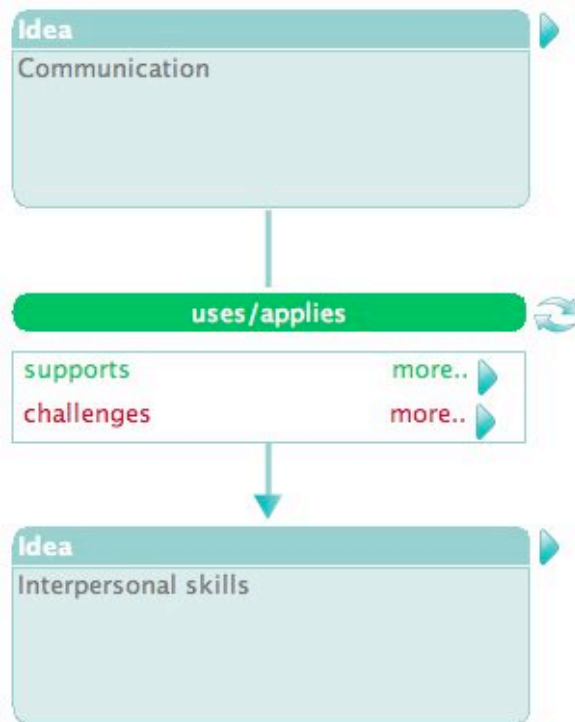 Idea
Communication
uses/applies
supports more..
challenges more..
Idea
Interpersonal skills